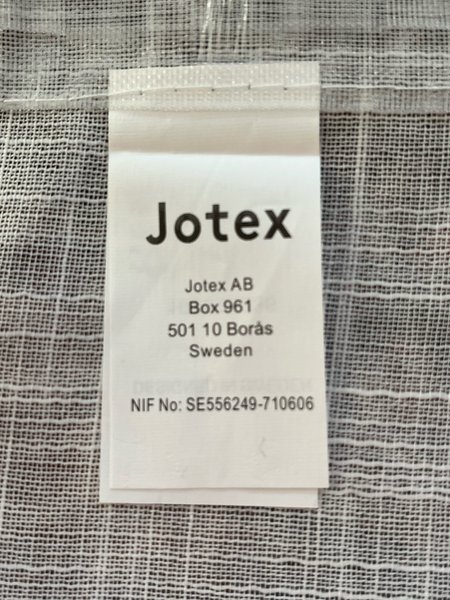 Jotex
Jotex AB
Box 961
501 10 Borås
Sweden
NIF No: SE556249-710606